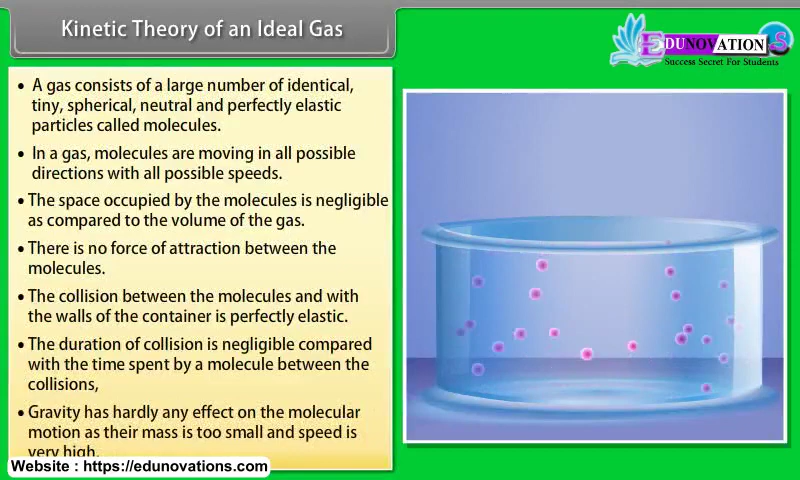 Kinetic Theory of an Ideal Gas
EDUNOVATIONS
Success Secret For Students
• A gas consists of a large number of identical,
tiny, spherical, neutral and perfectly elastic
particles called molecules.
• In a gas, molecules are moving in all possible
directions with all possible speeds.
• The space occupied by the molecules is negligible
as compared to the volume of the gas.
• There is no force of attraction between the
molecules.
• The collision between the molecules and with
the walls of the container is perfectly elastic.
• The duration of collision is negligible compared
with the time spent by a molecule between the
collisions,
• Gravity has hardly any effect on the molecular
motion as their mass is too small and speed is
very high.
Website : https://edunovations.com